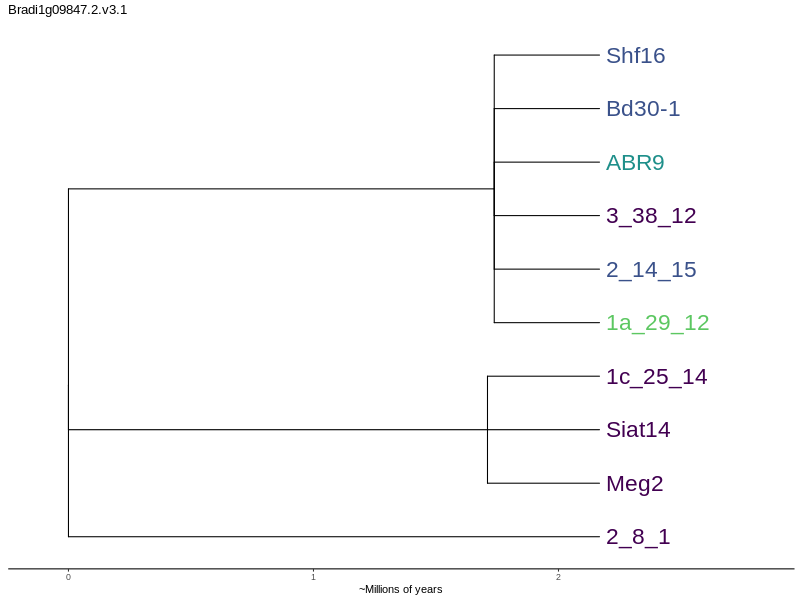 Bradi1g09847.2.v3.1
Shf16
Bd30-1
ABR9
3_38_12
2_14_15
1a_29_12
1c_25_14
Siat14
Meg2
2_8_1
0 1 2
~Millions of years